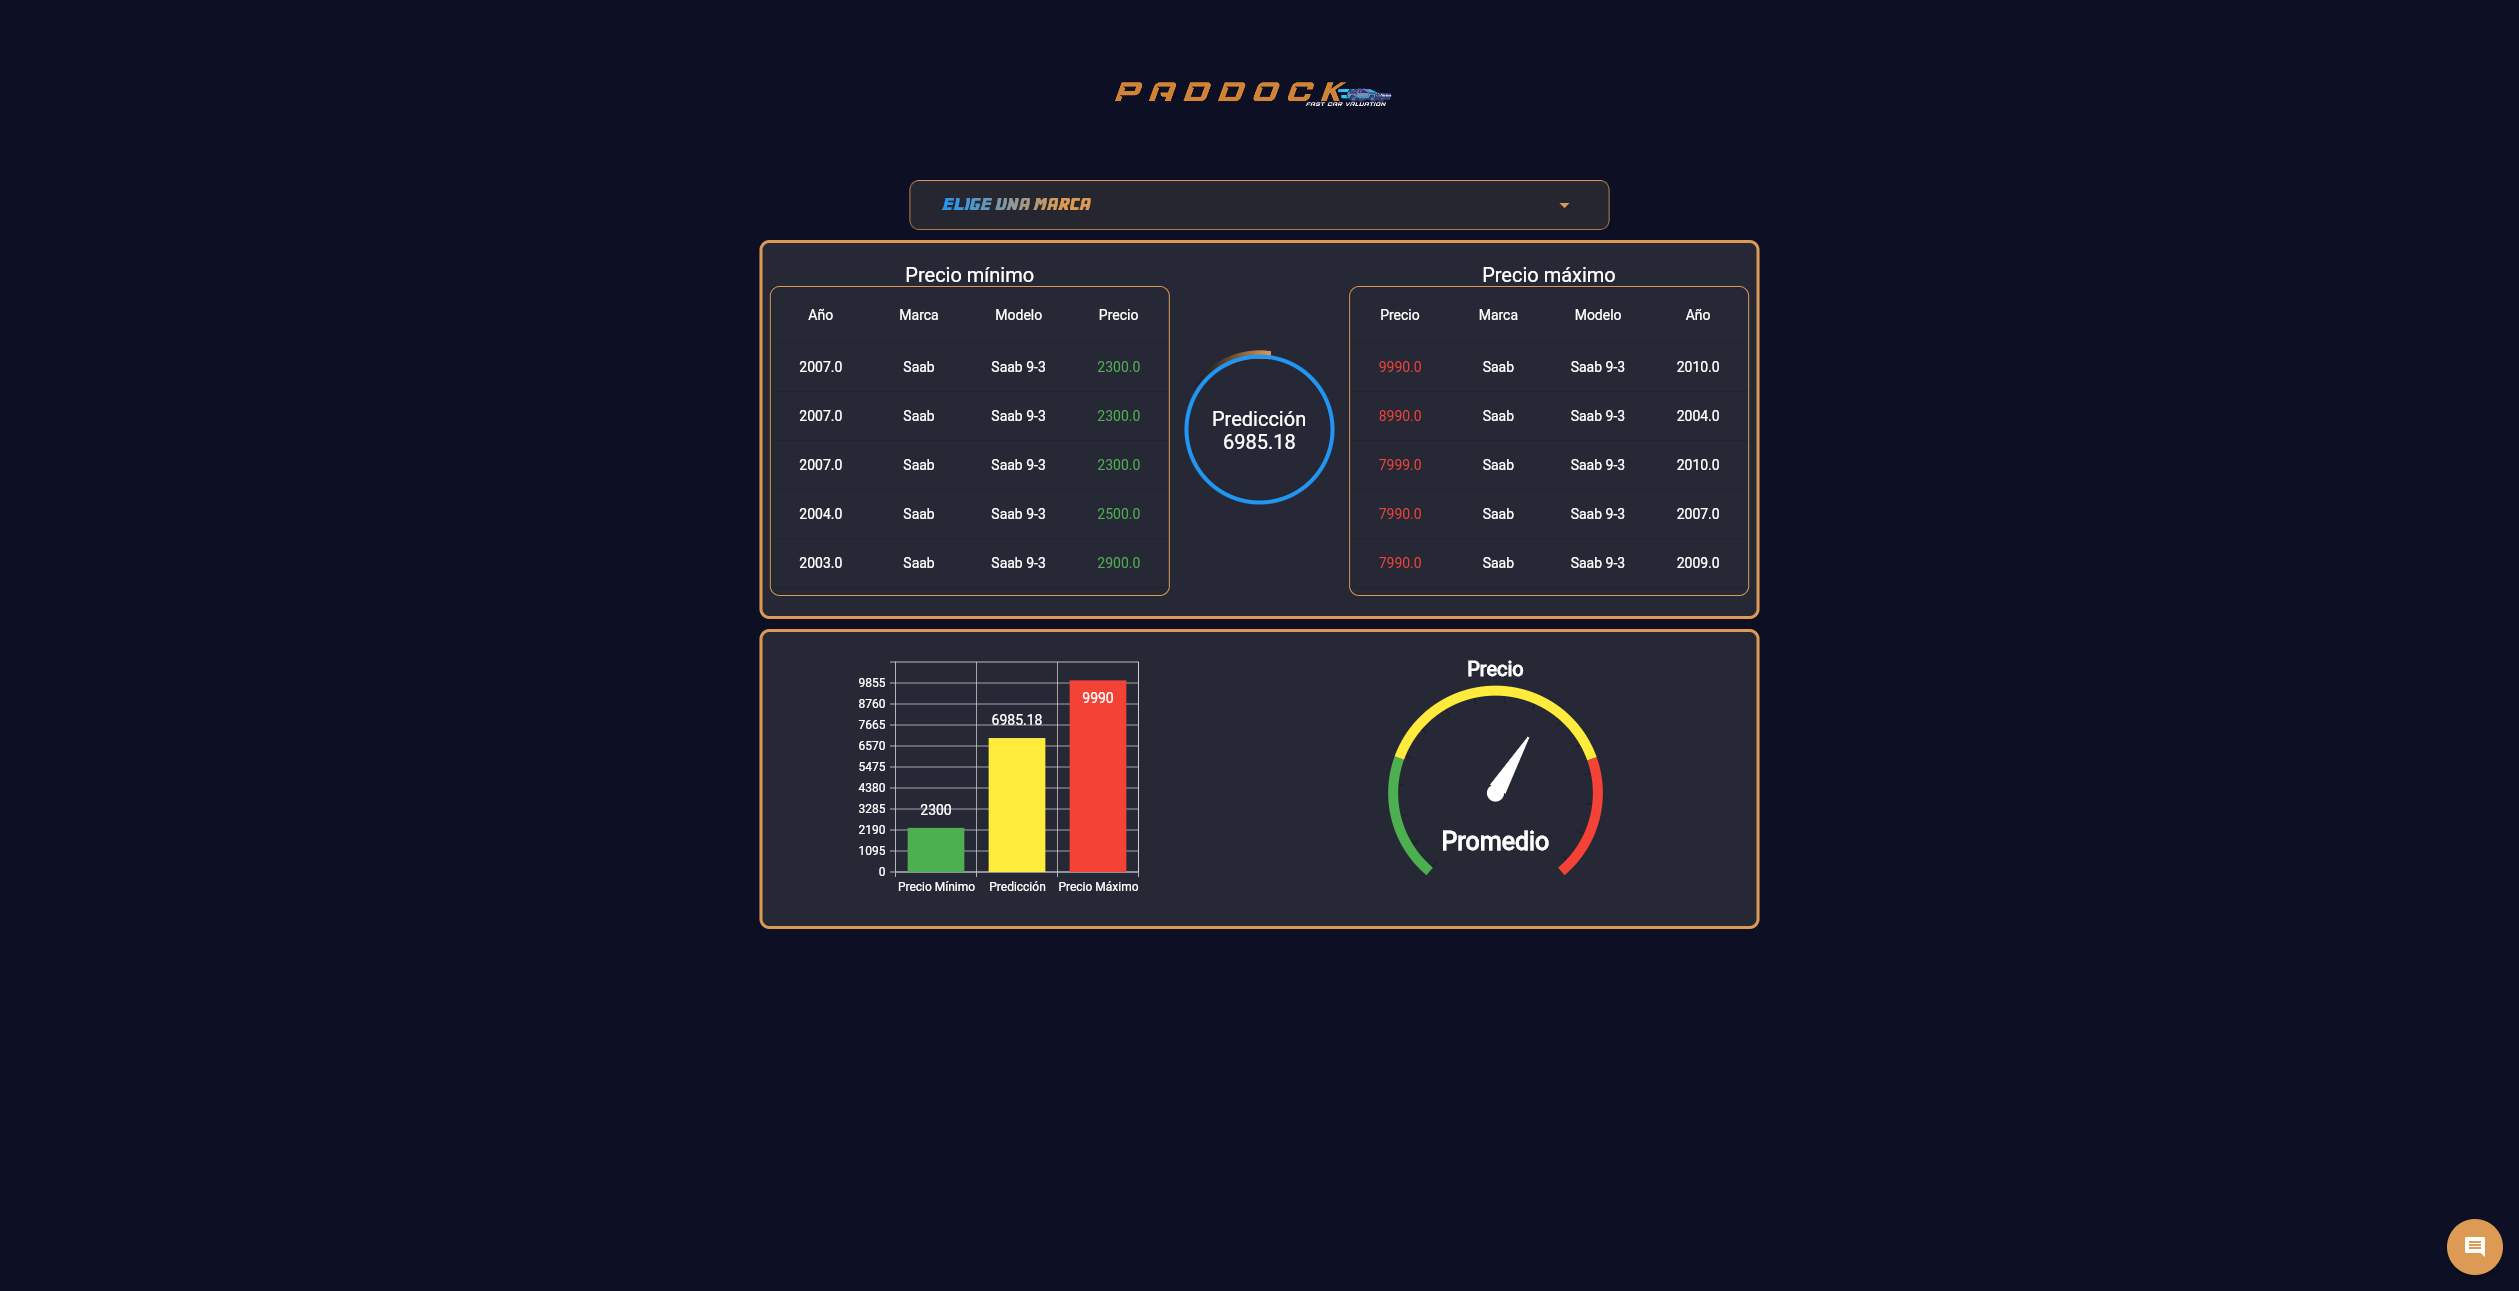 PADDOCK
FAST CAR VALUATION
ELIGE UNA MARCA
Precio mínimo
Año Marca Modelo Precio
2007.0 Saab Saab 9-3 2300.0
2007.0 Saab Saab 9-3 2300.0
2007.0 Saab Saab 9-3 2300.0
2004.0 Saab Saab 9-3 2500.0
2003.0 Saab Saab 9-3 2900.0
Predicción
6985.18
Precio máximo
Precio Marca Modelo Año
9990.0 Saab Saab 9-3 2010.0
8990.0 Saab Saab 9-3 2004.0
7999.0 Saab Saab 9-3 2010.0
7990.0 Saab Saab 9-3 2007.0
7990.0 Saab Saab 9-3 2009.0
9855
8760
7665
6570
5475
4380
3285
2190
1095
0
2300
6985.18
9990
Precio Mínimo Predicción Precio Máximo
Precio
Promedio